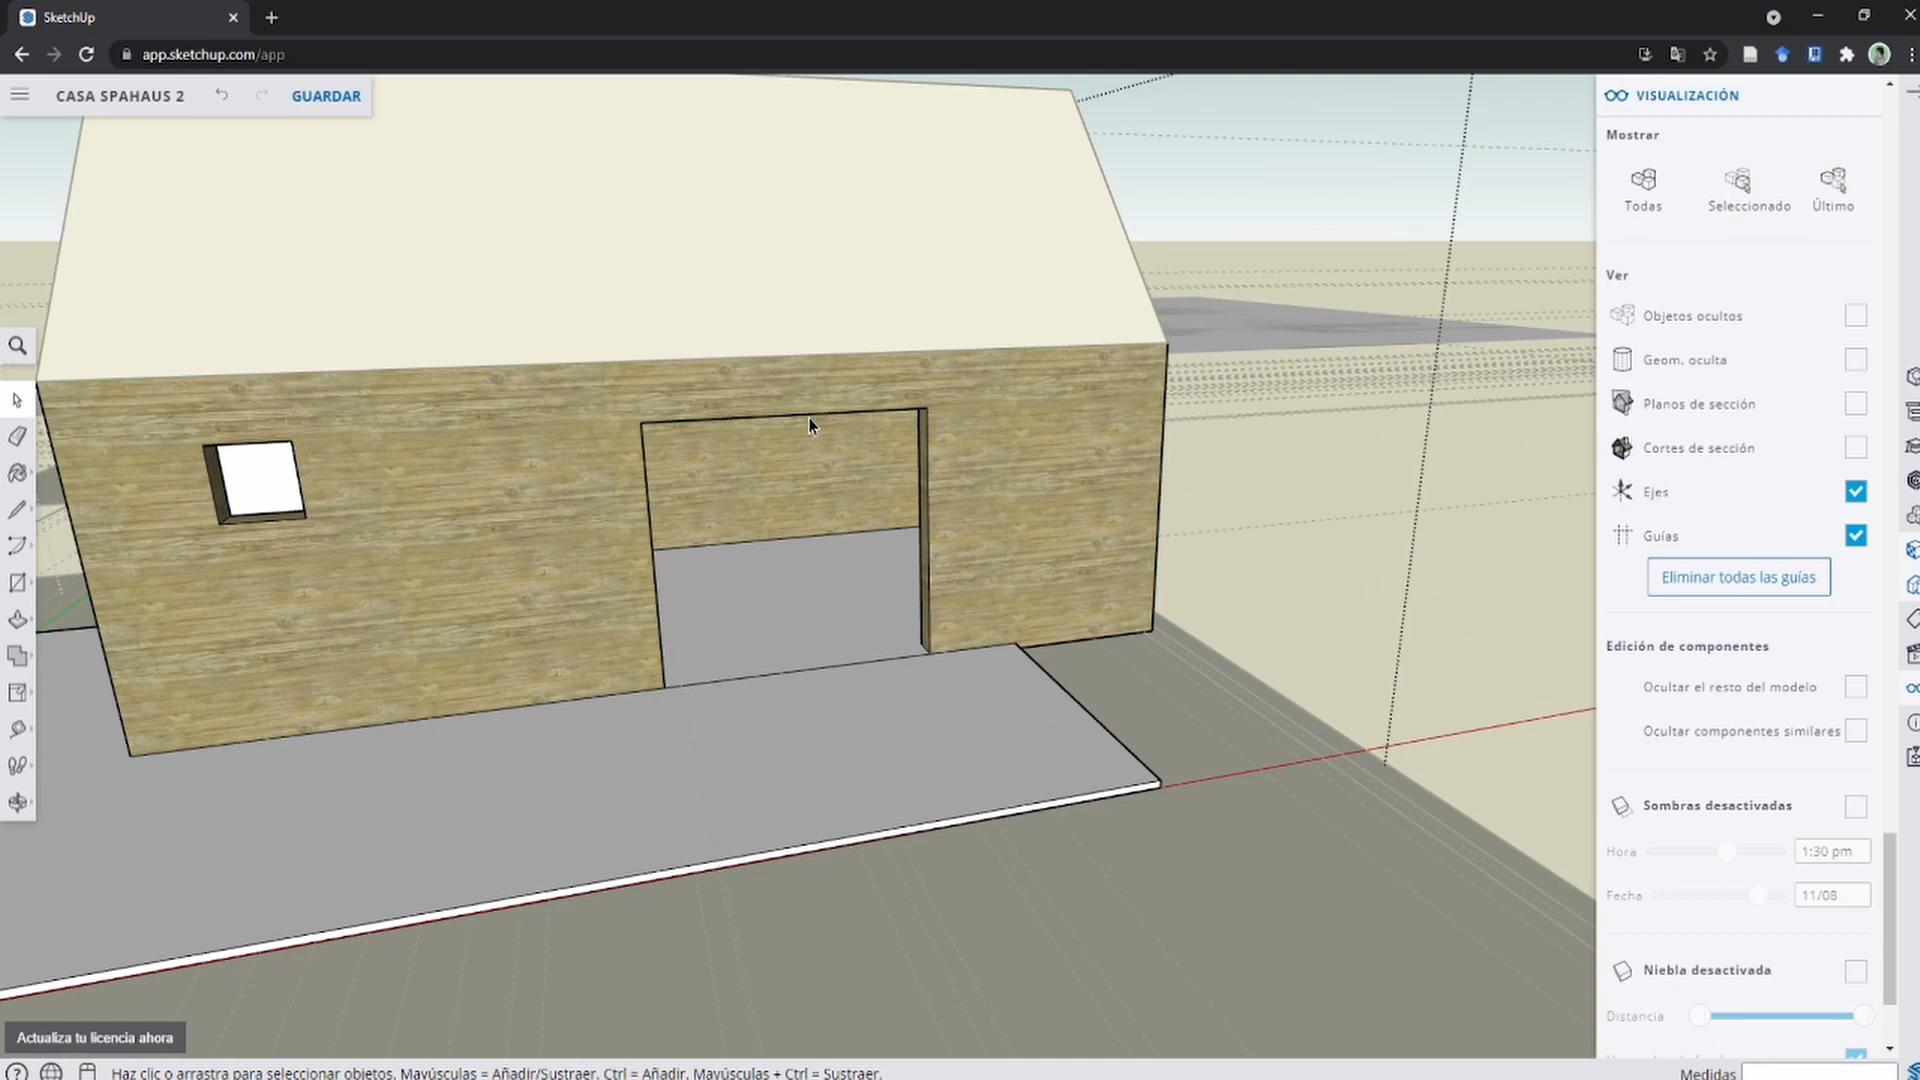 SketchUp
app.sketchup.com/app
CASA SPAHAUS 2
GUARDAR
VISUALIZACIÓN
Mostrar
Todas
Seleccionado
Último
Ver
Objetos ocultos
Geom. oculta
Planos de sección
Cortes de sección
Ejes
Guías
Eliminar todas las guías
Edición de componentes
Ocultar el resto del modelo
Ocultar componentes similares
Sombras desactivadas
Hora 1:30 pm
Fecha 11/08
Niebla desactivada
Distancia
Actualiza tu licencia ahora
Haz clic o arrastra para seleccionar objetos. Mayúsculas = Añadir/Sustraer. Ctrl = Añadir. Mayúsculas + Ctrl = Sustraer.
Medidas